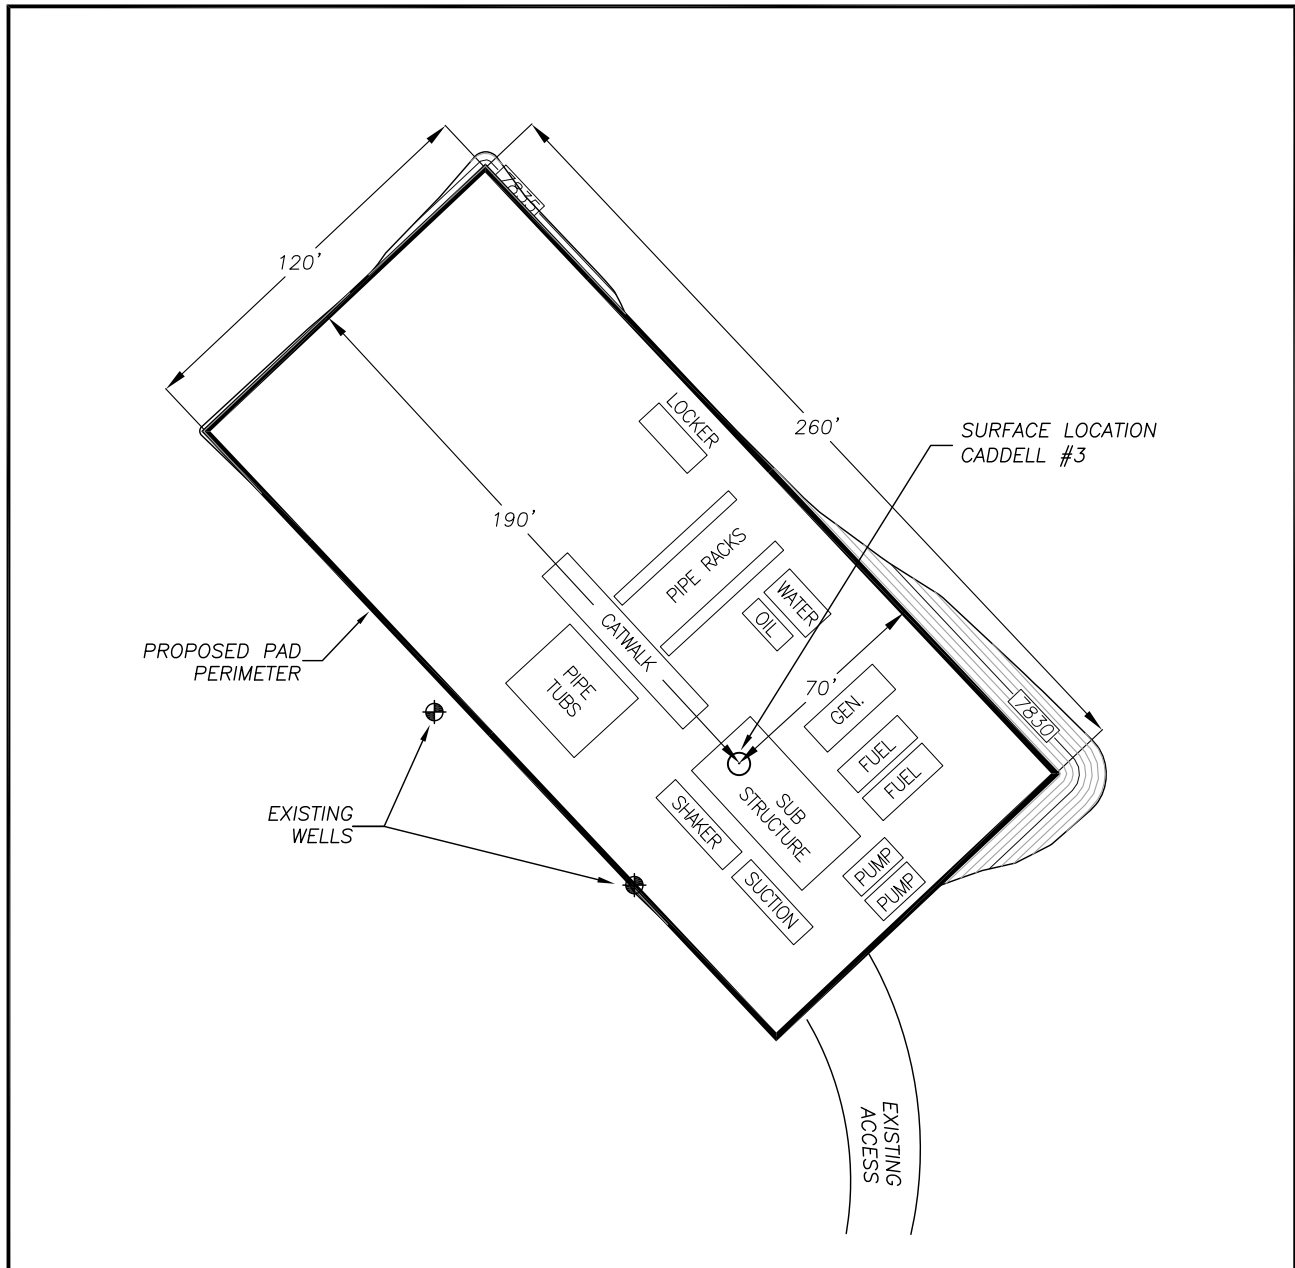 7835
120'
260'
LOCKER
SURFACE LOCATION
CADDELL #3
190'
PIPE RACKS
WATER
OIL
CATWALK
PROPOSED PAD
PERIMETER
PIPE
TUBS
70'
GEN.
7830
FUEL
FUEL
EXISTING
WELLS
SHAKER
SUB
STRUCTURE
PUMP
PUMP
SUCTION
EXISTING
ACCESS